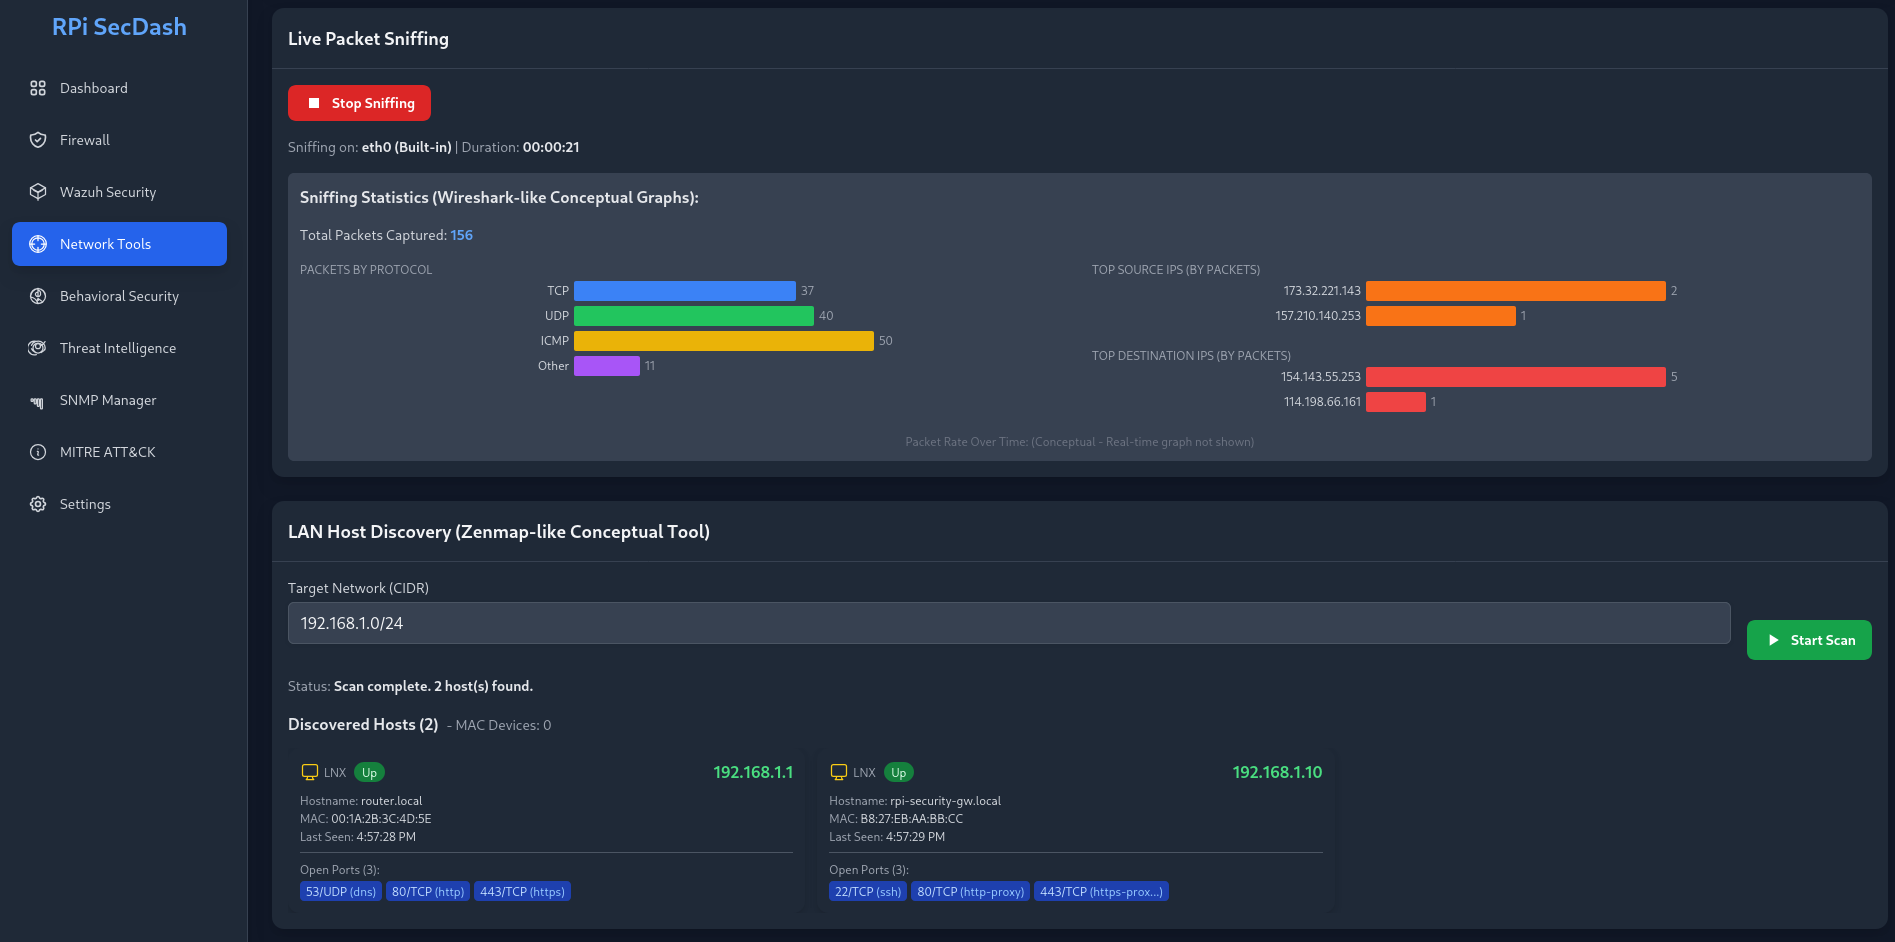 RPi SecDash
Dashboard
Firewall
Wazuh Security
Network Tools
Behavioral Security
Threat Intelligence
SNMP Manager
MITRE ATT&CK
Settings
Live Packet Sniffing
Stop Sniffing
Sniffing on: eth0 (Built-in) | Duration: 00:00:21
Sniffing Statistics (Wireshark-like Conceptual Graphs):
Total Packets Captured: 156
PACKETS BY PROTOCOL
TCP 37
UDP 40
ICMP 50
Other 11
TOP SOURCE IPS (BY PACKETS)
173.32.221.143 2
157.210.140.253 1
TOP DESTINATION IPS (BY PACKETS)
154.143.55.253 5
114.198.66.161 1
Packet Rate Over Time: (Conceptual - Real-time graph not shown)
LAN Host Discovery (Zenmap-like Conceptual Tool)
Target Network (CIDR)
192.168.1.0/24
Start Scan
Status: Scan complete. 2 host(s) found.
Discovered Hosts (2) - MAC Devices: 0
LNX Up 192.168.1.1
Hostname: router.local
MAC: 00:1A:2B:3C:4D:5E
Last Seen: 4:57:28 PM
Open Ports (3):
53/UDP (dns) 80/TCP (http) 443/TCP (https)
LNX Up 192.168.1.10
Hostname: rpi-security-gw.local
MAC: B8:27:EB:AA:BB:CC
Last Seen: 4:57:29 PM
Open Ports (3):
22/TCP (ssh) 80/TCP (http-proxy) 443/TCP (https-prox...)